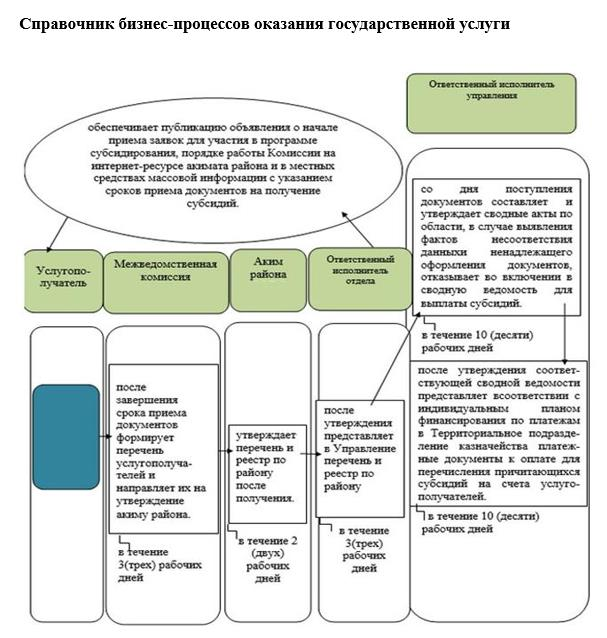 Справочник бизнес-процессов оказания государственной услуги
Ответственный исполнитель
управления
обеспечивает публикацию объявления о начале
приема заявок для участия в программе
субсидирования, порядке работы Комиссии на
интернет-ресурсе акимата района и в местных
средствах массовой информации с указанием
сроков приема документов на получение
субсидий.
Услугопо-
лучатель
Межведомственная
комиссия
Аким
района
Ответственный
исполнитель
отдела
после
завершения
срока приема
документов
формирует
перечень
услугополуча-
телей и
направляет их на
утверждение
акиму района.
в течение
3(трех) рабочих
дней
утверждает
перечень и
реестр по
району
после
получения.
в течение 2
(двух)
рабочих
дней
после
утверждения
представляет
в Управление
перечень и
реестр по
району
в течение
3(трех)
рабочих
дней
со дня поступления
документов составляет и
утверждает сводные акты по
области, в случае выявления
фактов несоответствия
данныхи ненадлежащего
оформления документов,
отказывает во включении в
сводную ведомость для
выплаты субсидий.
в течение 10 (десяти)
рабочих дней
после утверждения соответ-
ствующей сводной ведомости
представляет всоответствии с
индивидуальным планом
финансирования по платежам
в Территориальное подразде-
ление казначейства платеж-
ные документы к оплате для
перечисления причитающихся
субсидий на счета услуго-
получателей.
в течение 10 (десяти)
рабочих дней